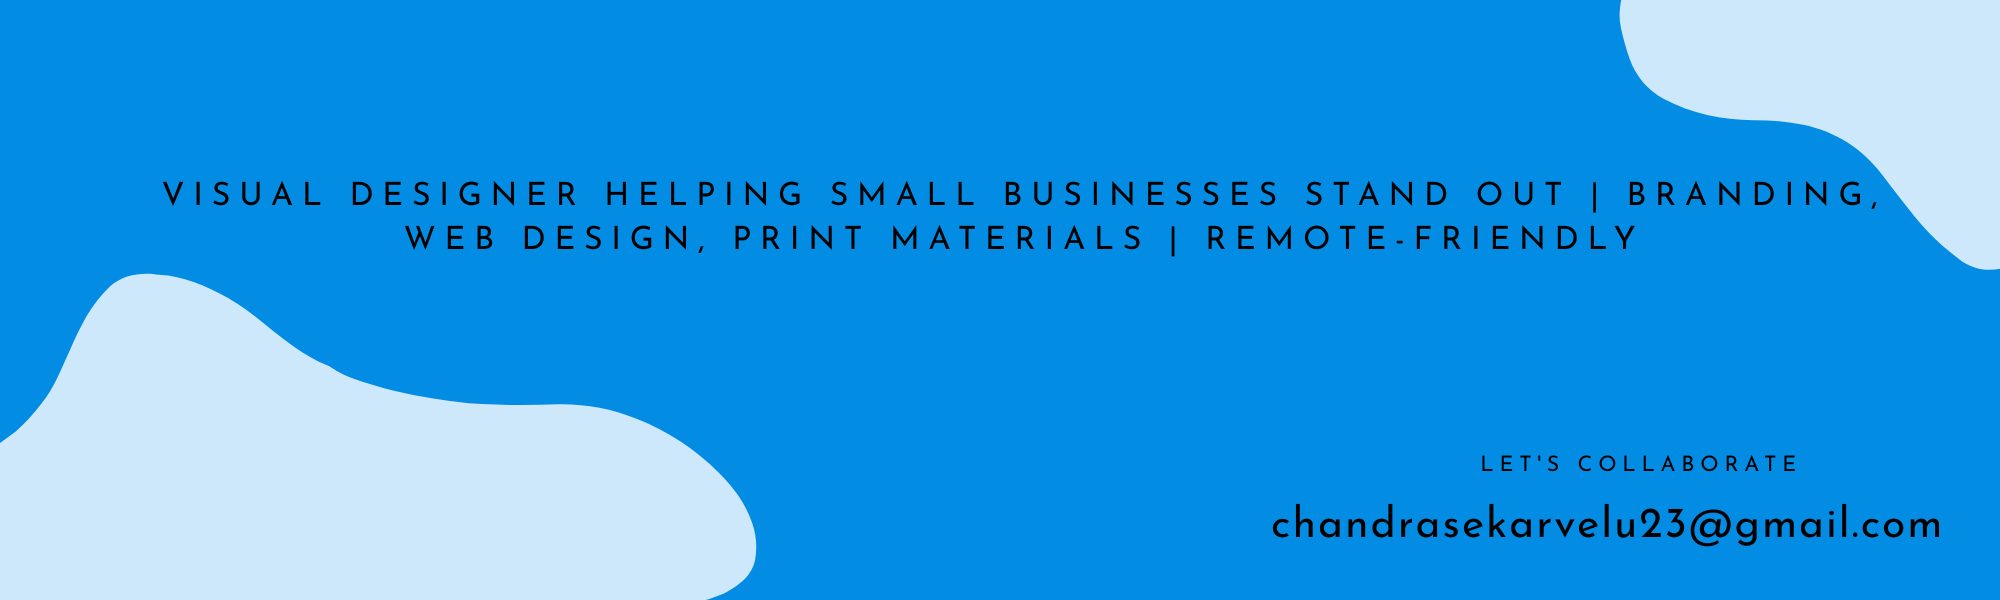 VISUAL DESIGNER HELPING SMALL BUSINESSES STAND OUT | BRANDING,
WEB DESIGN, PRINT MATERIALS | REMOTE-FRIENDLY
LET'S COLLABORATE
chandrasekarvelu23@gmail.com